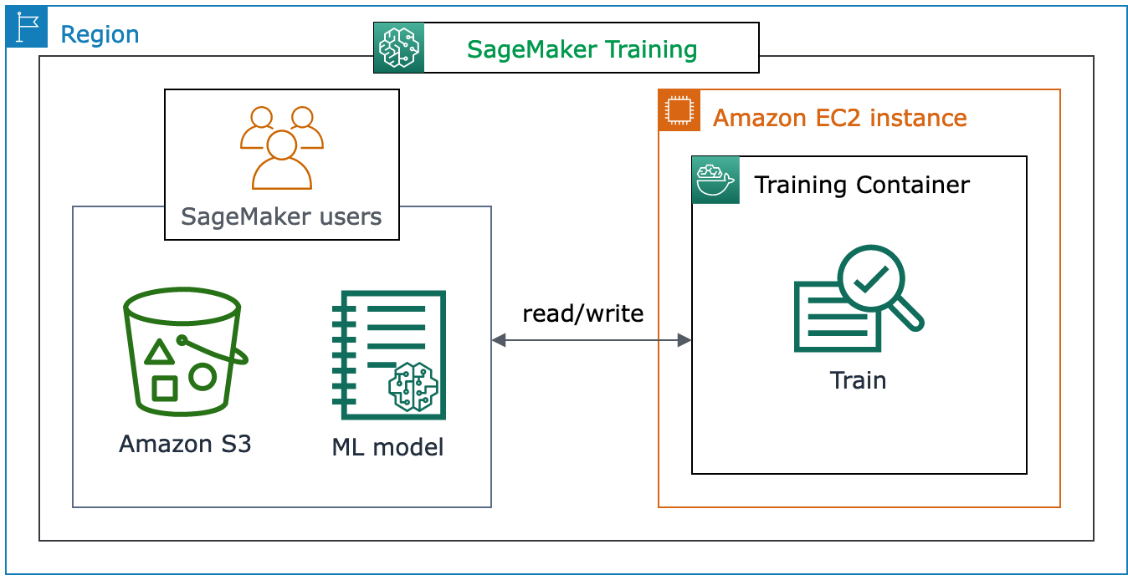 Region
SageMaker Training
SageMaker users
Amazon EC2 instance
Training Container
read/write
Amazon S3
ML model
Train